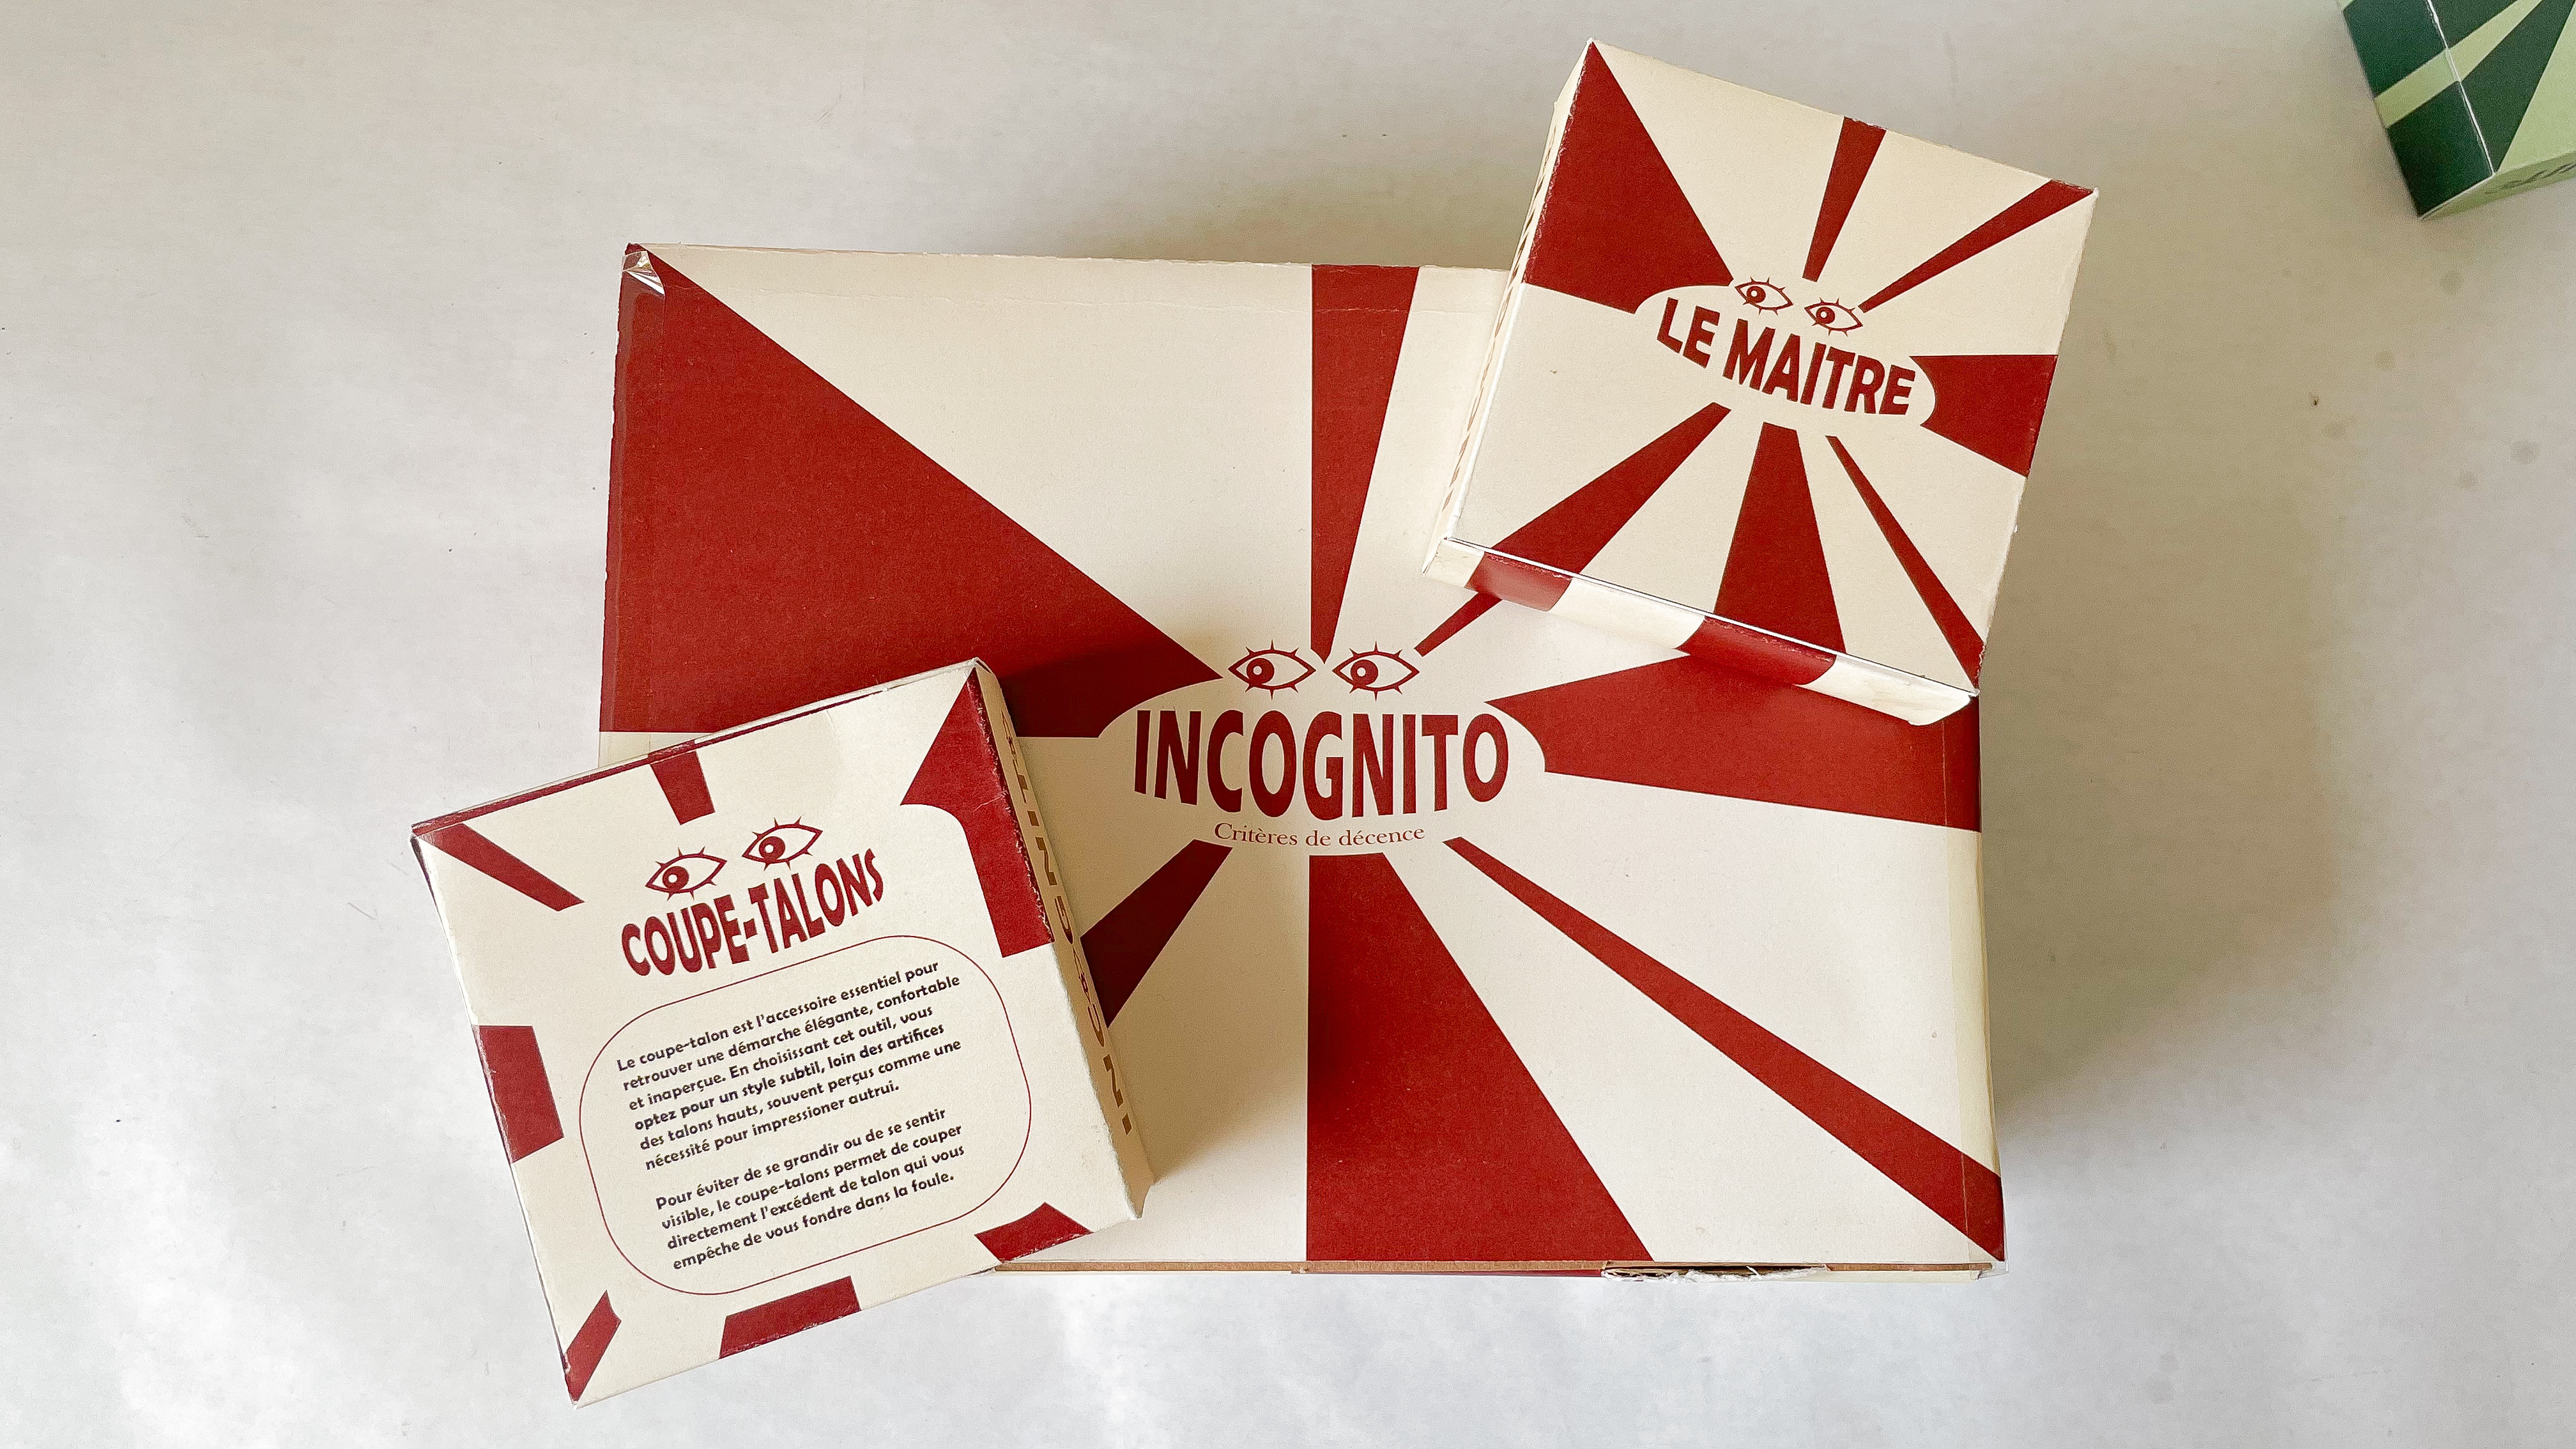 LE MAITRE
INCOGNITO
Critères de décence
COUPE-TALONS
Le coupe-talon est l'accessoire essentiel pour
retrouver une démarche élégante, confortable
et inaperçue. En choisissant cet outil, vous
optez pour un style subtil, loin des artifices
des talons hauts, souvent perçus comme une
nécessité pour impressioner autrui.
Pour éviter de se grandir ou de se sentir
visible, le coupe-talons permet de couper
directement l'excédent de talon qui vous
empêche de vous fondre dans la foule.